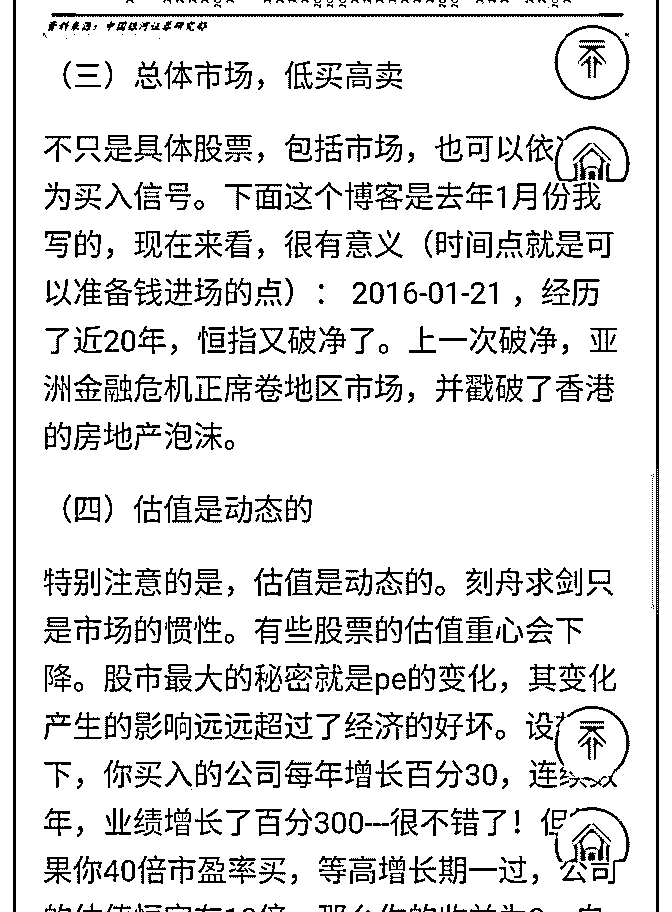 资料来源：中国银河证券研究部
（三）总体市场，低买高卖
不只是具体股票，包括市场，也可以依
为买入信号。下面这个博客是去年1月份我
写的，现在来看，很有意义（时间点就是可
以准备钱进场的点）： 2016-01-21 ，经历
了近20年，恒指又破净了。上一次破净，亚
洲金融危机正席卷地区市场，并戳破了香港
的房地产泡沫。
（四）估值是动态的
特别注意的是，估值是动态的。刻舟求剑只
是市场的惯性。有些股票的估值重心会下
降。股市最大的秘密就是pe的变化，其变化
产生的影响远远超过了经济的好坏。设
下，你买入的公司每年增长百分30，连续数
年，业绩增长了百分300---很不错了！但
果你40倍市盈率买，等高增长期一过，公司